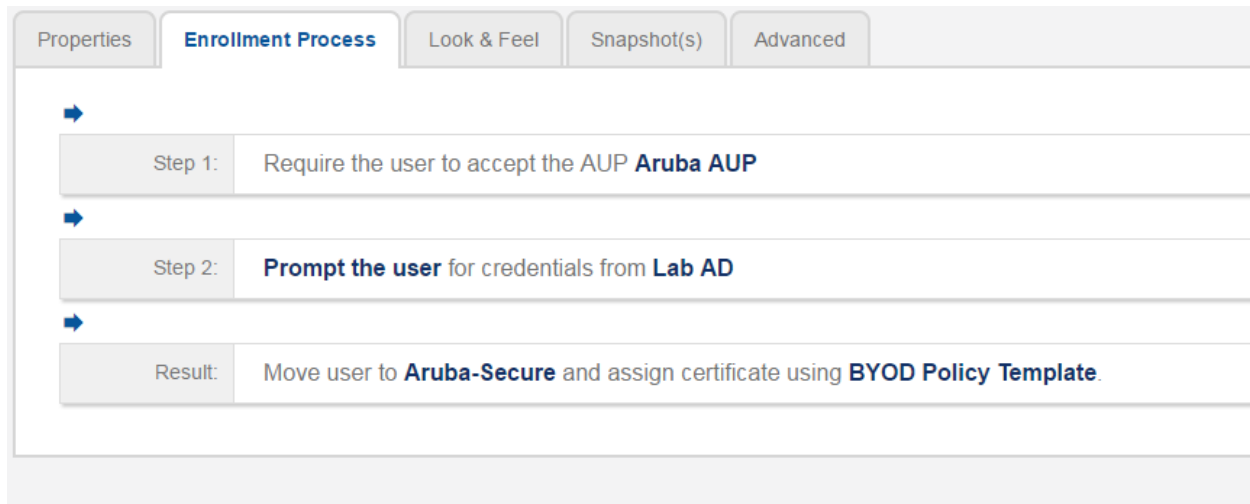 Properties Enrollment Process Look & Feel Snapshot(s) Advanced
Step 1: Require the user to accept the AUP Aruba AUP
Step 2: Prompt the user for credentials from Lab AD
Result: Move user to Aruba-Secure and assign certificate using BYOD Policy Template.